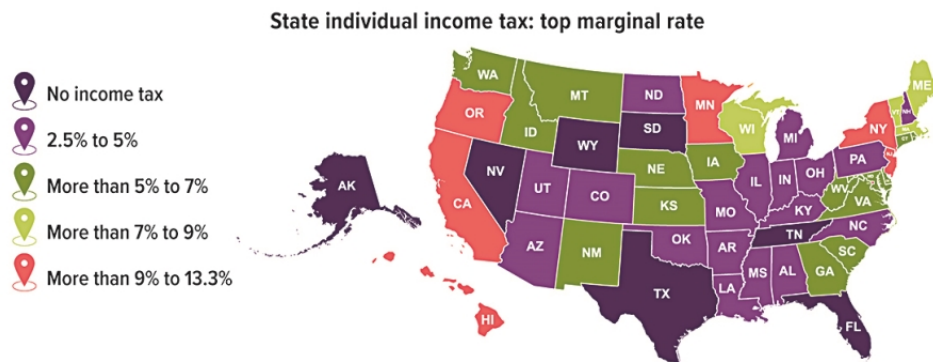 State individual income tax: top marginal rate
No income tax
2.5% to 5%
More than 5% to 7%
More than 7% to 9%
More than 9% to 13.3%
AK
HI
WA
OR
CA
NV
ID
MT
WY
UT
AZ
CO
NM
ND
SD
NE
KS
OK
TX
MN
IA
MO
AR
LA
WI
IL
MI
IN
OH
KY
TN
MS
AL
GA
FL
SC
NC
VA
WV
PA
NY
VT
NH
ME